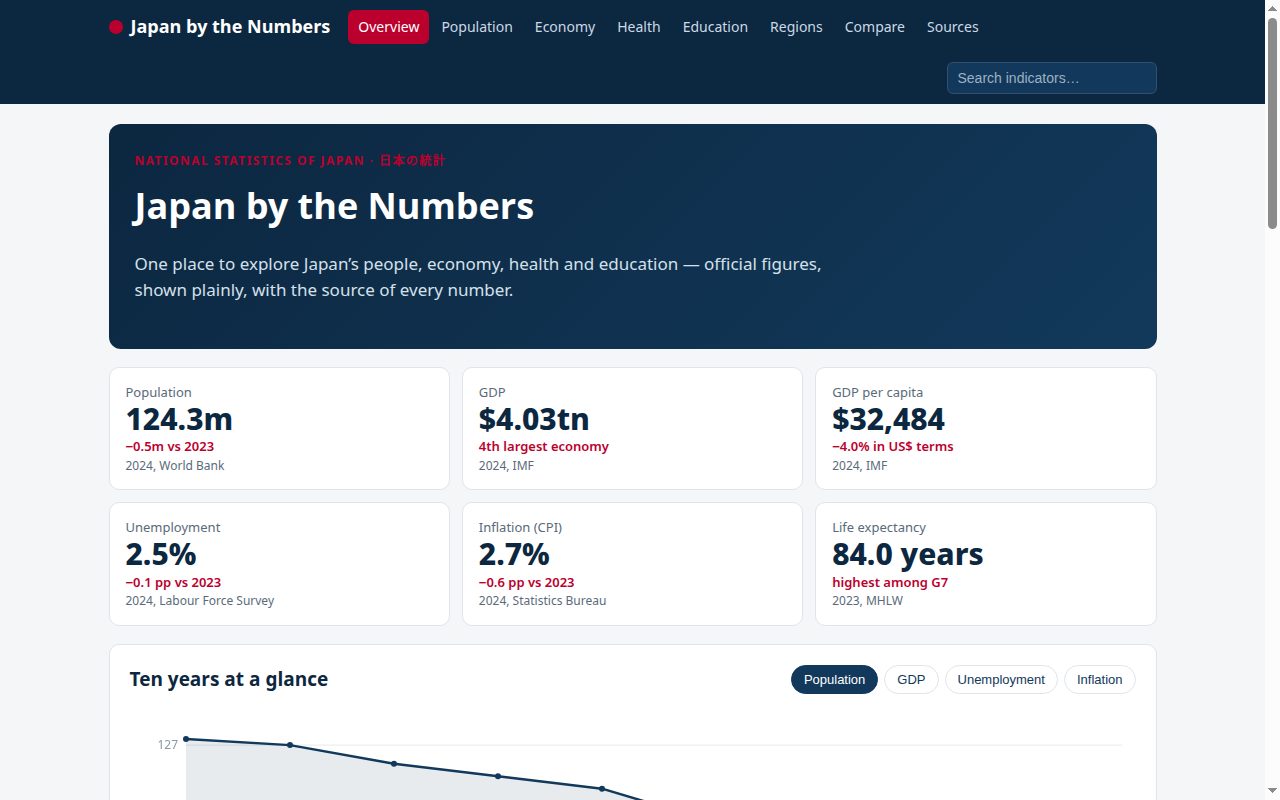 Japan by the Numbers
Overview Population Economy Health Education Regions Compare Sources
Search indicators…
NATIONAL STATISTICS OF JAPAN · 日本の統計
Japan by the Numbers
One place to explore Japan’s people, economy, health and education — official figures,
shown plainly, with the source of every number.
Population
124.3m
−0.5m vs 2023
2024, World Bank
GDP
$4.03tn
4th largest economy
2024, IMF
GDP per capita
$32,484
−4.0% in US$ terms
2024, IMF
Unemployment
2.5%
−0.1 pp vs 2023
2024, Labour Force Survey
Inflation (CPI)
2.7%
−0.6 pp vs 2023
2024, Statistics Bureau
Life expectancy
84.0 years
highest among G7
2023, MHLW
Ten years at a glance
Population GDP Unemployment Inflation
127